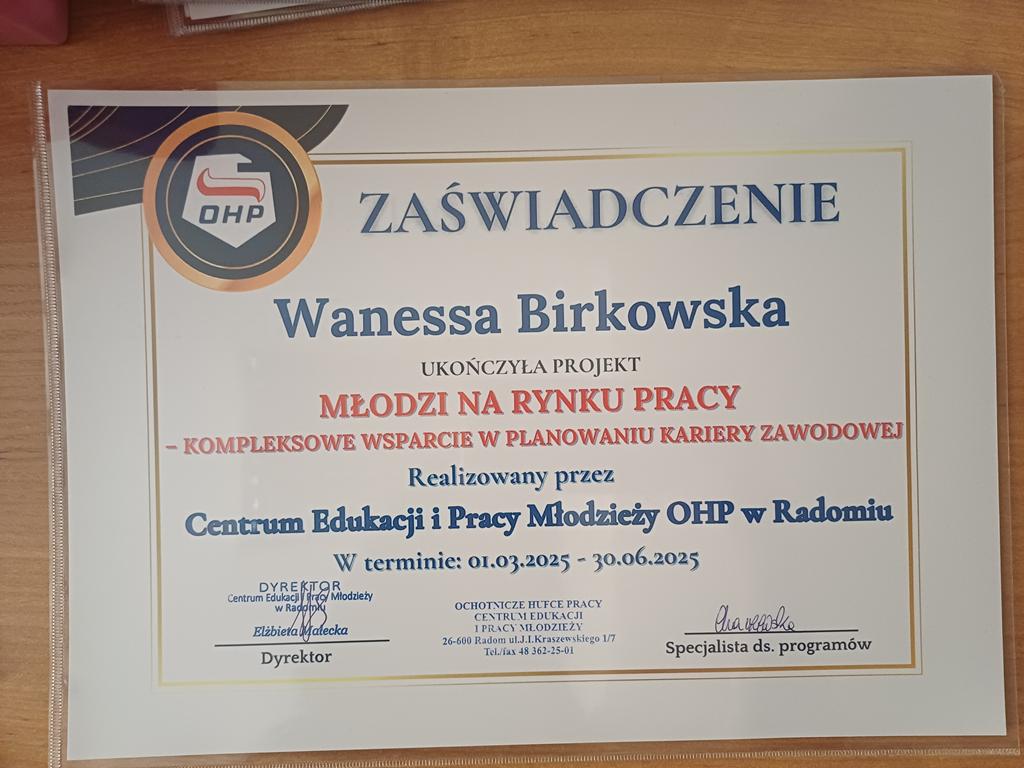 OHP
ZAŚWIADCZENIE
Wanessa Birkowska
UKOŃCZYŁA PROJEKT
MŁODZI NA RYNKU PRACY
– KOMPLEKSOWE WSPARCIE W PLANOWANIU KARIERY ZAWODOWEJ
Realizowany przez
Centrum Edukacji i Pracy Młodzieży OHP w Radomiu
W terminie: 01.03.2025 - 30.06.2025
DYREKTOR
Centrum Edukacji i Pracy Młodzieży
w Radomiu
Elżbieta Małecka
Dyrektor
OCHOTNICZE HUFCE PRACY
CENTRUM EDUKACJI
I PRACY MŁODZIEŻY
26-600 Radom ul.J.I.Kraszewskiego 1/7
Tel./fax 48 362-25-01
Specjalista ds. programów